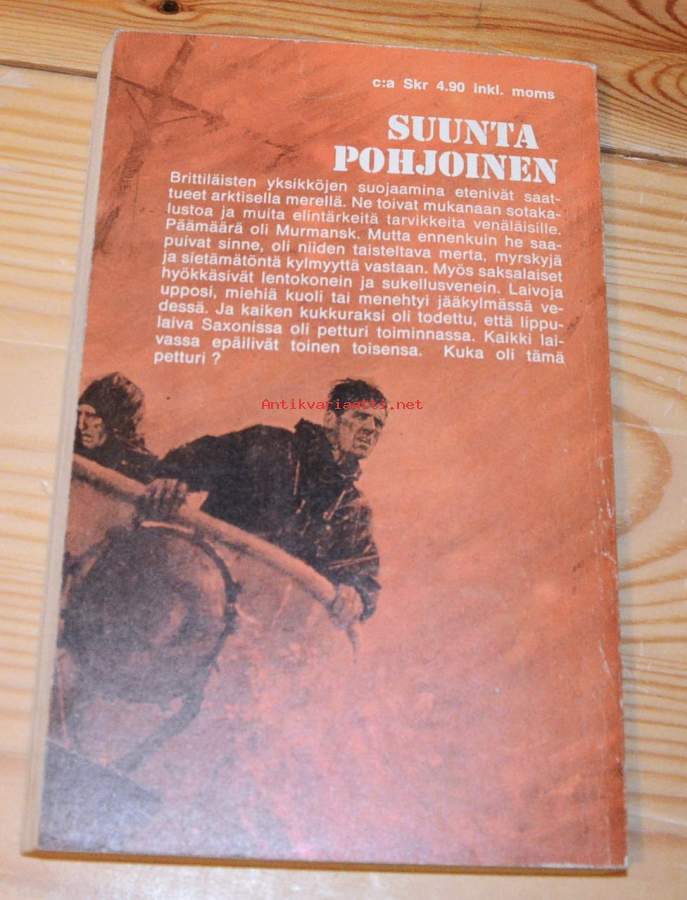 c:a Skr 4.90 inkl. moms
SUUNTA
POHJOINEN
Brittiläisten yksikköjen suojaamina etenivät saat-
tueet arktisella merellä. Ne toivat mukanaan sotaka-
lustoa ja muita elintärkeitä tarvikkeita venäläisille.
Päämäärä oli Murmansk. Mutta ennenkuin he saa-
puivat sinne, oli niiden taisteltava merta, myrskyjä
ja sietämätöntä kylmyyttä vastaan. Myös saksalaiset
hyökkäsivät lentokonein ja sukellusvenein. Laivoja
upposi, miehiä kuoli tai menehtyi jääkylmässä ve-
dessä. Ja kaiken kukkuraksi oli todettu, että lippu-
laiva Saxonissa oli petturi toiminnassa. Kaikki lai-
vassa epäilivät toinen toisensa. Kuka oli tämä
petturi ?
Antikvariaatti.net